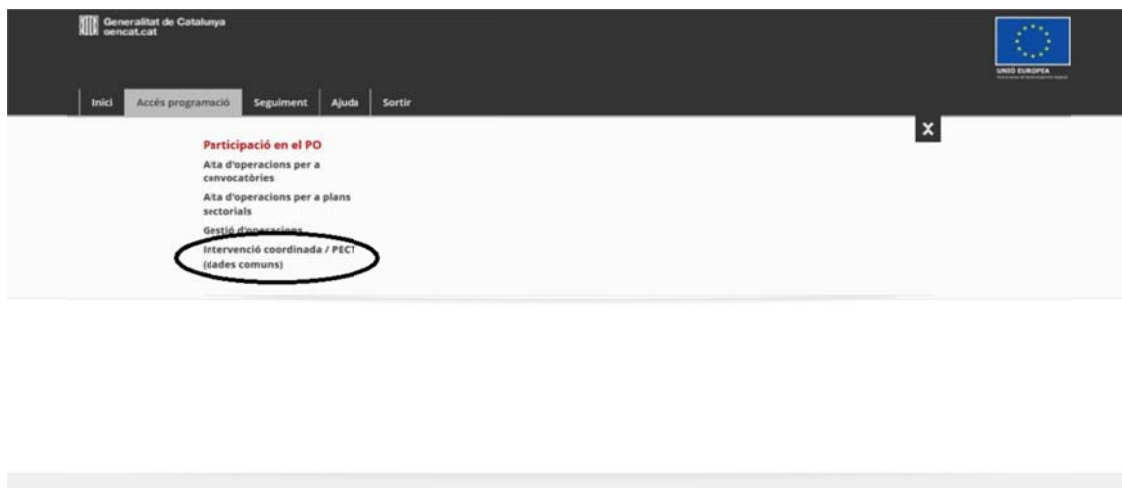 Generalitat de Catalunya
gencat.cat
UNIÓ EUROPEA
Inici
Accés programació
Seguiment
Ajuda
Sortir
X
Participació en el PO
Alta d'operacions per a
convocatòries
Alta d'operacions per a plans
sectorials
Gestió d'operacions
Intervenció coordinada / PECT
(dades comuns)